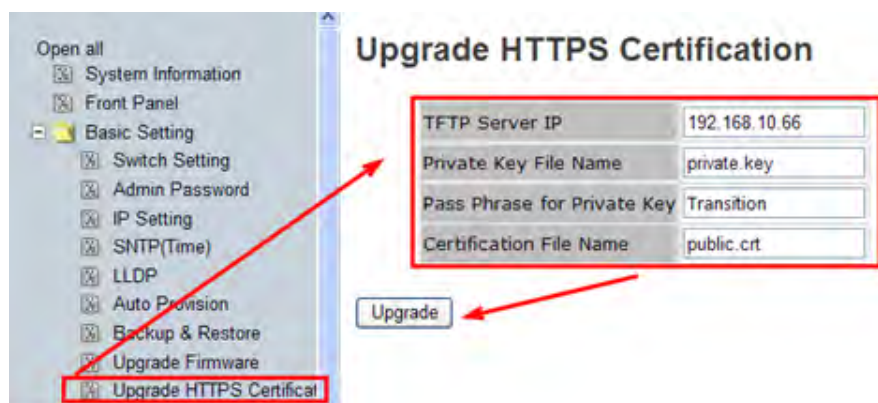 Open all
System Information
Front Panel
Basic Setting
Switch Setting
Admin Password
IP Setting
SNTP(Time)
LLDP
Auto Provision
Backup & Restore
Upgrade Firmware
Upgrade HTTPS Certificat
Upgrade HTTPS Certification
TFTP Server IP 192.168.10.66
Private Key File Name private.key
Pass Phrase for Private Key Transition
Certification File Name public.crt
Upgrade